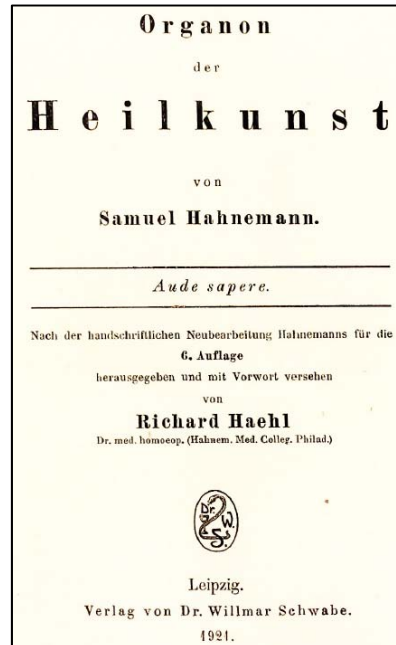 Organon
der
Heilkunst
von
Samuel Hahnemann.
Aude sapere.
Nach der handschriftlichen Neubearbeitung Hahnemanns für die
6. Auflage
herausgegeben und mit Vorwort versehen
von
Richard Haehl
Dr. med. homoeop. (Hahnem. Med. Colleg. Philad.)
Dr.
W.
S.
Leipzig.
Verlag von Dr. Willmar Schwabe.
1921.